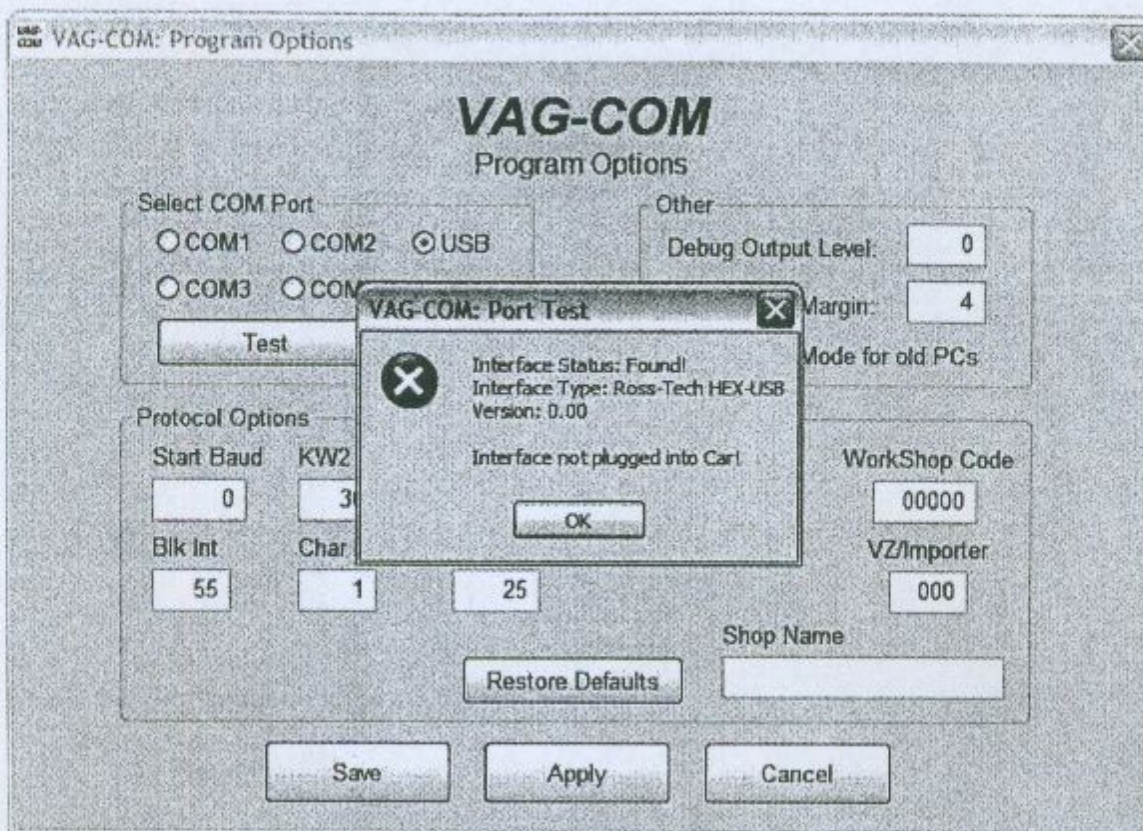 VAG-COM: Program Options
VAG-COM
Program Options
Select COM Port
COM1 COM2 USB
COM3 COM
Test
Other
Debug Output Level: 0
Margin: 4
Mode for old PCs
VAG-COM: Port Test
Interface Status: Found!
Interface Type: Ross-Tech HEX-USB
Version: 0.00
Interface not plugged into Car!
OK
Protocol Options
Start Baud KW2
0 30
Blk Int Char
55 1 25
WorkShop Code
00000
VZ/Importer
000
Shop Name
Restore Defaults
Save Apply Cancel